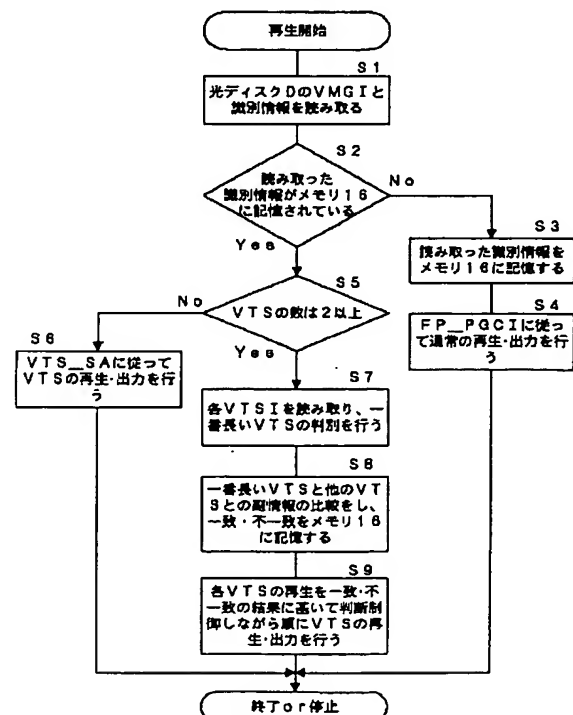 再生開始
S1
光ディスクDのVMGIと
識別情報を読み取る
S2
読み取った
識別情報がメモリ16
に記憶されている
No
Yes
S3
読み取った識別情報を
メモリ16に記憶する
S4
FP_PGCIに従っ
て通常の再生・出力を行
う
S5
VTSの数は2以上
No
Yes
S6
VTS_SAに従って
VTSの再生・出力を行
う
S7
各VTSIを読み取り、一
番長いVTSの判別を行う
S8
一番長いVTSと他のVT
Sとの副情報の比較をし、
一致・不一致をメモリ16
に記憶する
S9
各VTSの再生を一致・不
一致の結果に基いて判断制
御しながら順にVTSの再
生・出力を行う
終了or停止